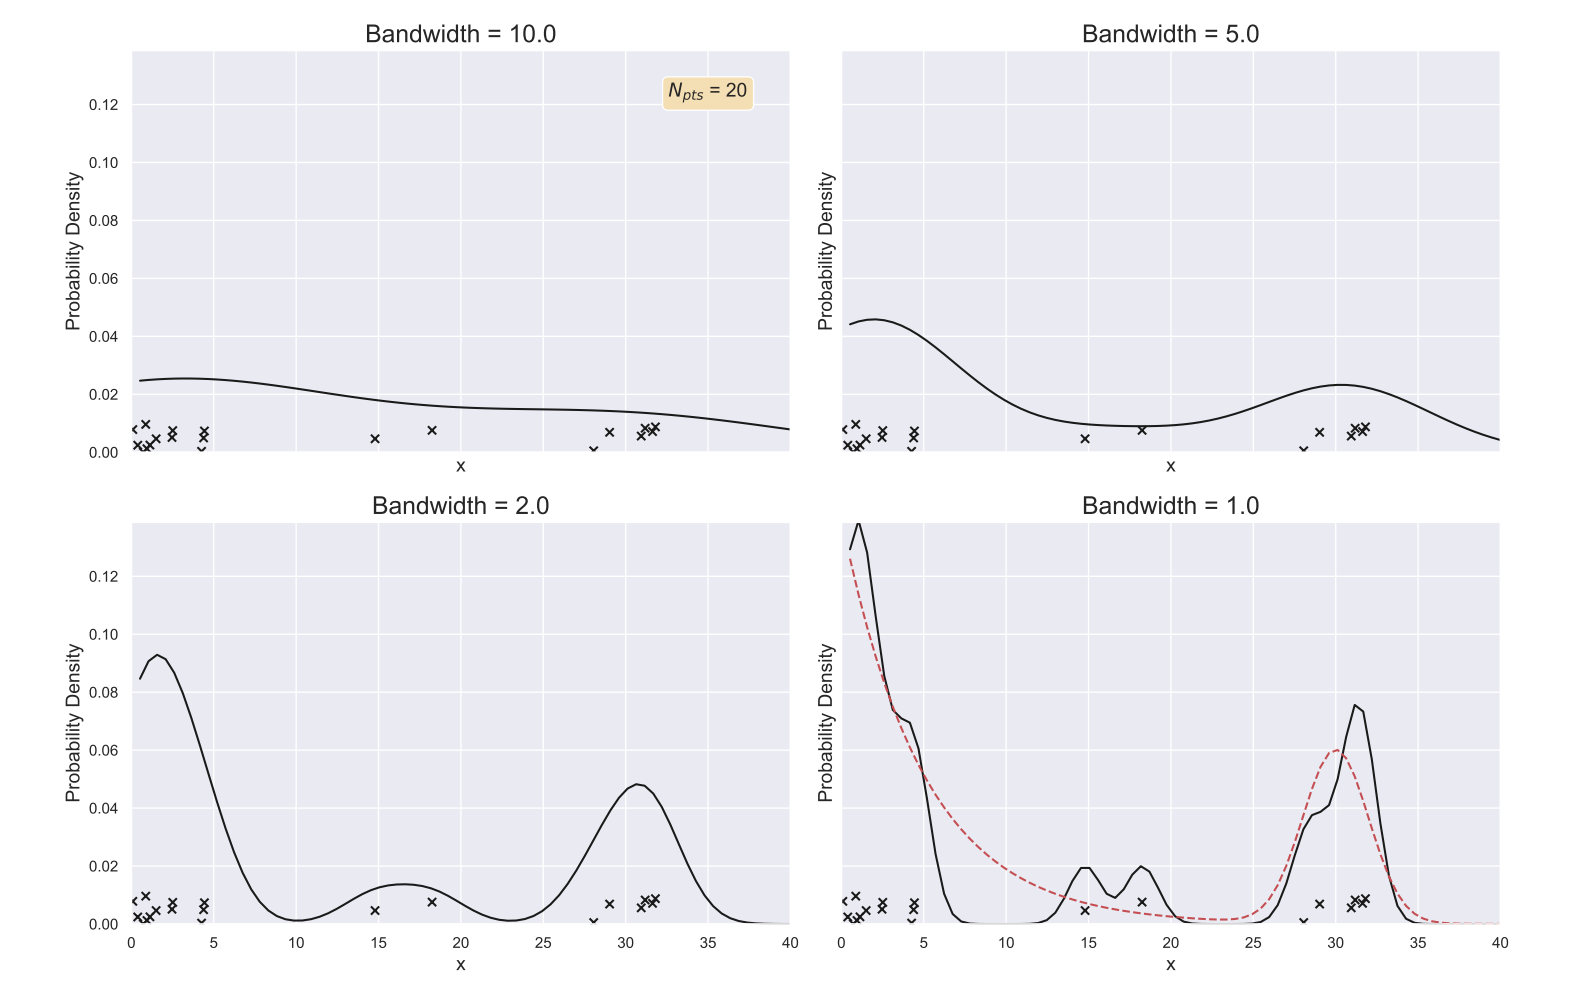 Bandwidth = 10.0
N_pts = 20
Probability Density
0.12
0.10
0.08
0.06
0.04
0.02
0.00
x
Bandwidth = 5.0
Probability Density
x
Bandwidth = 2.0
Probability Density
0.12
0.10
0.08
0.06
0.04
0.02
0.00
0 5 10 15 20 25 30 35 40
x
Bandwidth = 1.0
Probability Density
0 5 10 15 20 25 30 35 40
x